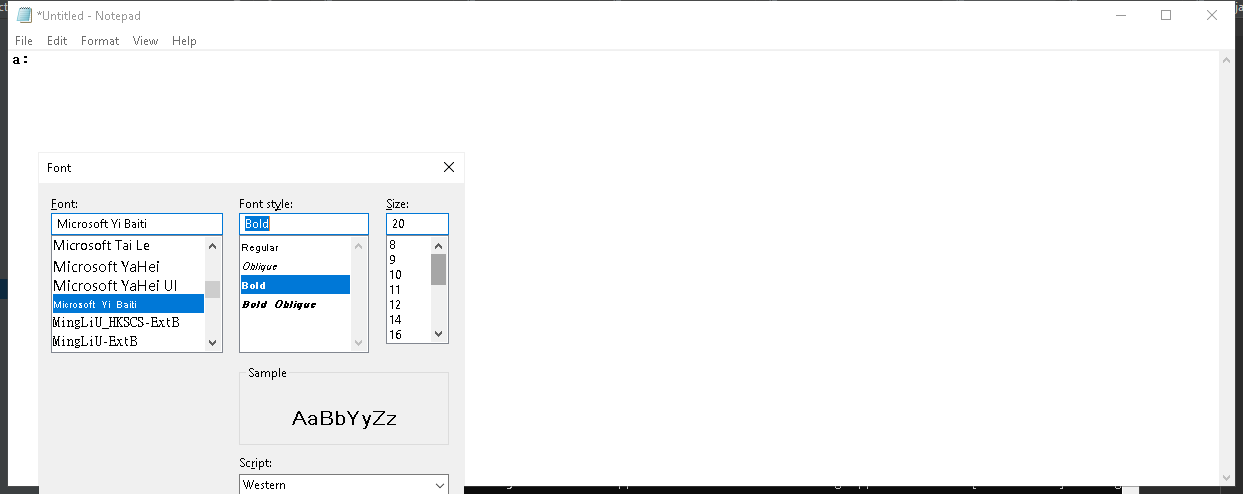 *Untitled - Notepad
File Edit Format View Help
a:
Font
Font: Font style: Size:
Microsoft Yi Baiti Bold 20
Microsoft Tai Le Regular 8
Microsoft YaHei Oblique 9
Microsoft YaHei UI Bold 10
Microsoft Yi Baiti Bold Oblique 11
MingLiU_HKSCS-ExtB 12
MingLiU-ExtB 14
16
Sample
AaBbYyZz
Script:
Western